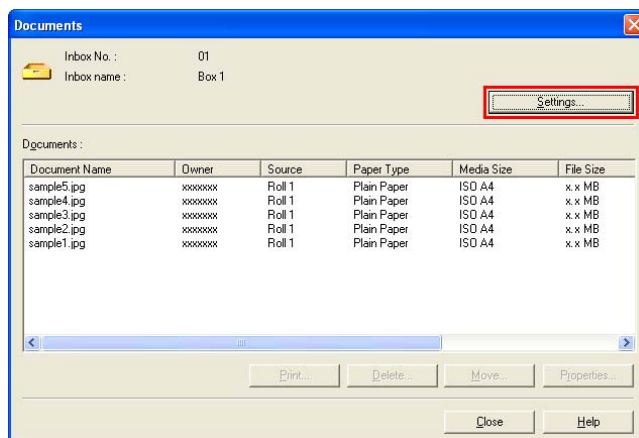 Documents
Inbox No. : 01
Inbox name : Box 1
Settings...
Documents :
Document Name Owner Source Paper Type Media Size File Size
sample5.jpg xxxxxxx Roll 1 Plain Paper ISO A4 x.x MB
sample4.jpg xxxxxxx Roll 1 Plain Paper ISO A4 x.x MB
sample3.jpg xxxxxxx Roll 1 Plain Paper ISO A4 x.x MB
sample2.jpg xxxxxxx Roll 1 Plain Paper ISO A4 x.x MB
sample1.jpg xxxxxxx Roll 1 Plain Paper ISO A4 x.x MB
Print... Delete... Move... Properties...
Close Help